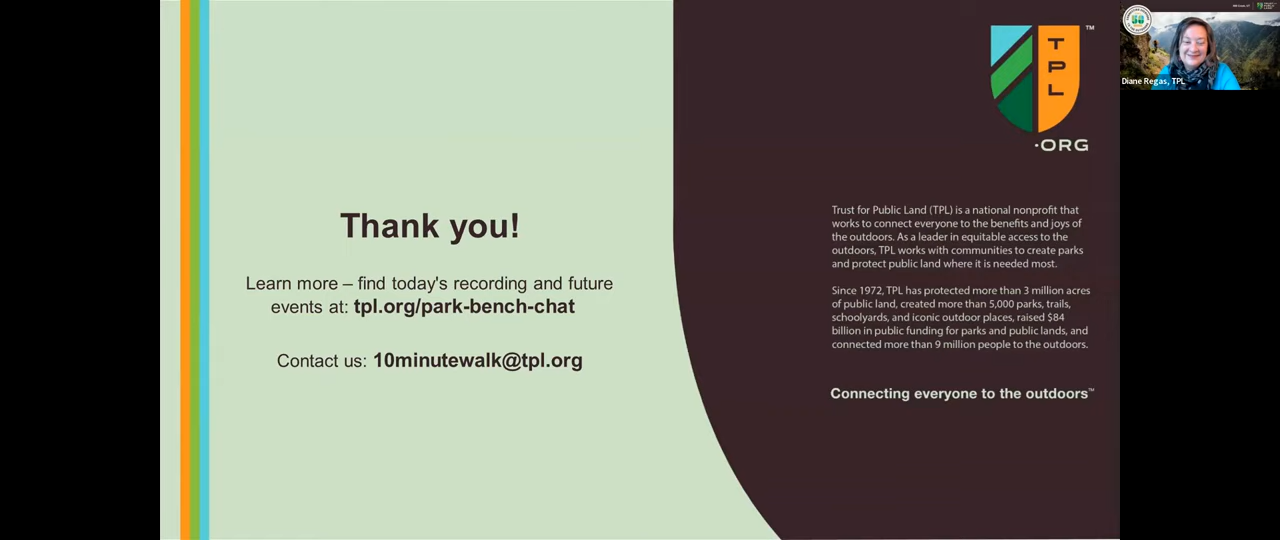 Thank you!
Learn more – find today's recording and future
events at: tpl.org/park-bench-chat
Contact us: 10minutewalk@tpl.org
T
P
L
™
.ORG
Trust for Public Land (TPL) is a national nonprofit that
works to connect everyone to the benefits and joys of
the outdoors. As a leader in equitable access to the
outdoors, TPL works with communities to create parks
and protect public land where it is needed most.
Since 1972, TPL has protected more than 3 million acres
of public land, created more than 5,000 parks, trails,
schoolyards, and iconic outdoor places, raised $84
billion in public funding for parks and public lands, and
connected more than 9 million people to the outdoors.
Connecting everyone to the outdoors™
50
Diane Regas, TPL